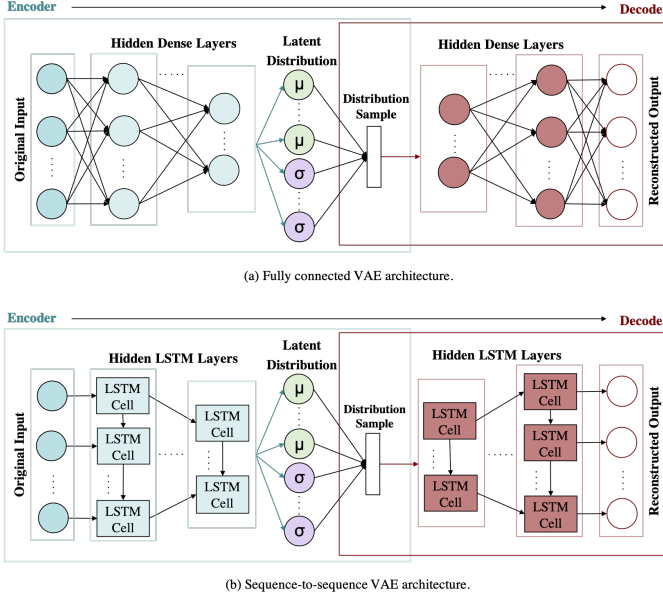 Encoder
Decode
Hidden Dense Layers
Latent
Distribution
Hidden Dense Layers
Original Input
μ
μ
σ
σ
Distribution
Sample
Reconstructed Output
(a) Fully connected VAE architecture.
Encoder
Decode
Hidden LSTM Layers
Latent
Distribution
Hidden LSTM Layers
Original Input
LSTM
Cell
LSTM
Cell
LSTM
Cell
LSTM
Cell
LSTM
Cell
μ
μ
σ
σ
Distribution
Sample
LSTM
Cell
LSTM
Cell
LSTM
Cell
LSTM
Cell
LSTM
Cell
Reconstructed Output
(b) Sequence-to-sequence VAE architecture.